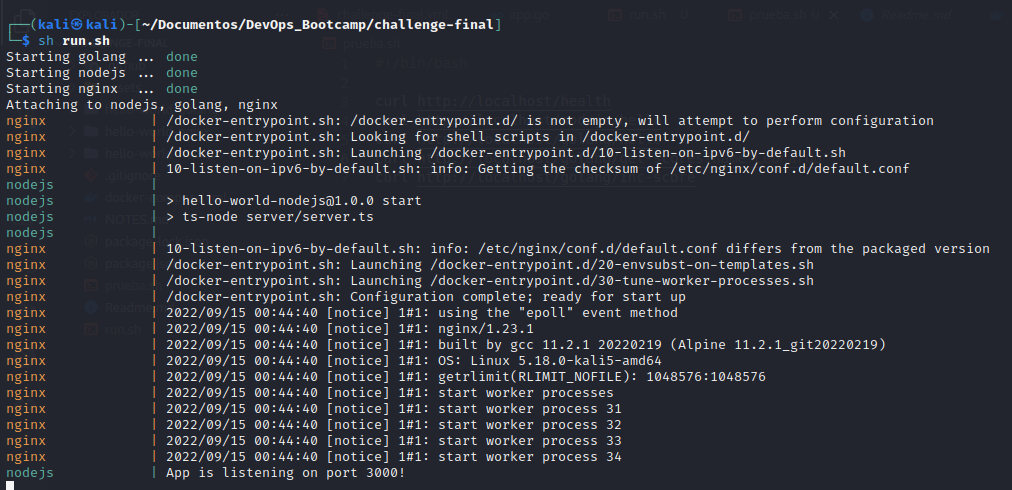 ┌──(kali㉿kali)-[~/Documentos/DevOps_Bootcamp/challenge-final]
└─$ sh run.sh
Starting golang ... done
Starting nodejs ... done
Starting nginx  ... done
Attaching to nodejs, golang, nginx
nginx | /docker-entrypoint.sh: /docker-entrypoint.d/ is not empty, will attempt to perform configuration
nginx | /docker-entrypoint.sh: Looking for shell scripts in /docker-entrypoint.d/
nginx | /docker-entrypoint.sh: Launching /docker-entrypoint.d/10-listen-on-ipv6-by-default.sh
nginx | 10-listen-on-ipv6-by-default.sh: info: Getting the checksum of /etc/nginx/conf.d/default.conf
nodejs |
nodejs | > hello-world-nodejs@1.0.0 start
nodejs | > ts-node server/server.ts
nodejs |
nginx | 10-listen-on-ipv6-by-default.sh: info: /etc/nginx/conf.d/default.conf differs from the packaged version
nginx | /docker-entrypoint.sh: Launching /docker-entrypoint.d/20-envsubst-on-templates.sh
nginx | /docker-entrypoint.sh: Launching /docker-entrypoint.d/30-tune-worker-processes.sh
nginx | /docker-entrypoint.sh: Configuration complete; ready for start up
nginx | 2022/09/15 00:44:40 [notice] 1#1: using the "epoll" event method
nginx | 2022/09/15 00:44:40 [notice] 1#1: nginx/1.23.1
nginx | 2022/09/15 00:44:40 [notice] 1#1: built by gcc 11.2.1 20220219 (Alpine 11.2.1_git20220219)
nginx | 2022/09/15 00:44:40 [notice] 1#1: OS: Linux 5.18.0-kali5-amd64
nginx | 2022/09/15 00:44:40 [notice] 1#1: getrlimit(RLIMIT_NOFILE): 1048576:1048576
nginx | 2022/09/15 00:44:40 [notice] 1#1: start worker processes
nginx | 2022/09/15 00:44:40 [notice] 1#1: start worker process 31
nginx | 2022/09/15 00:44:40 [notice] 1#1: start worker process 32
nginx | 2022/09/15 00:44:40 [notice] 1#1: start worker process 33
nginx | 2022/09/15 00:44:40 [notice] 1#1: start worker process 34
nodejs | App is listening on port 3000!